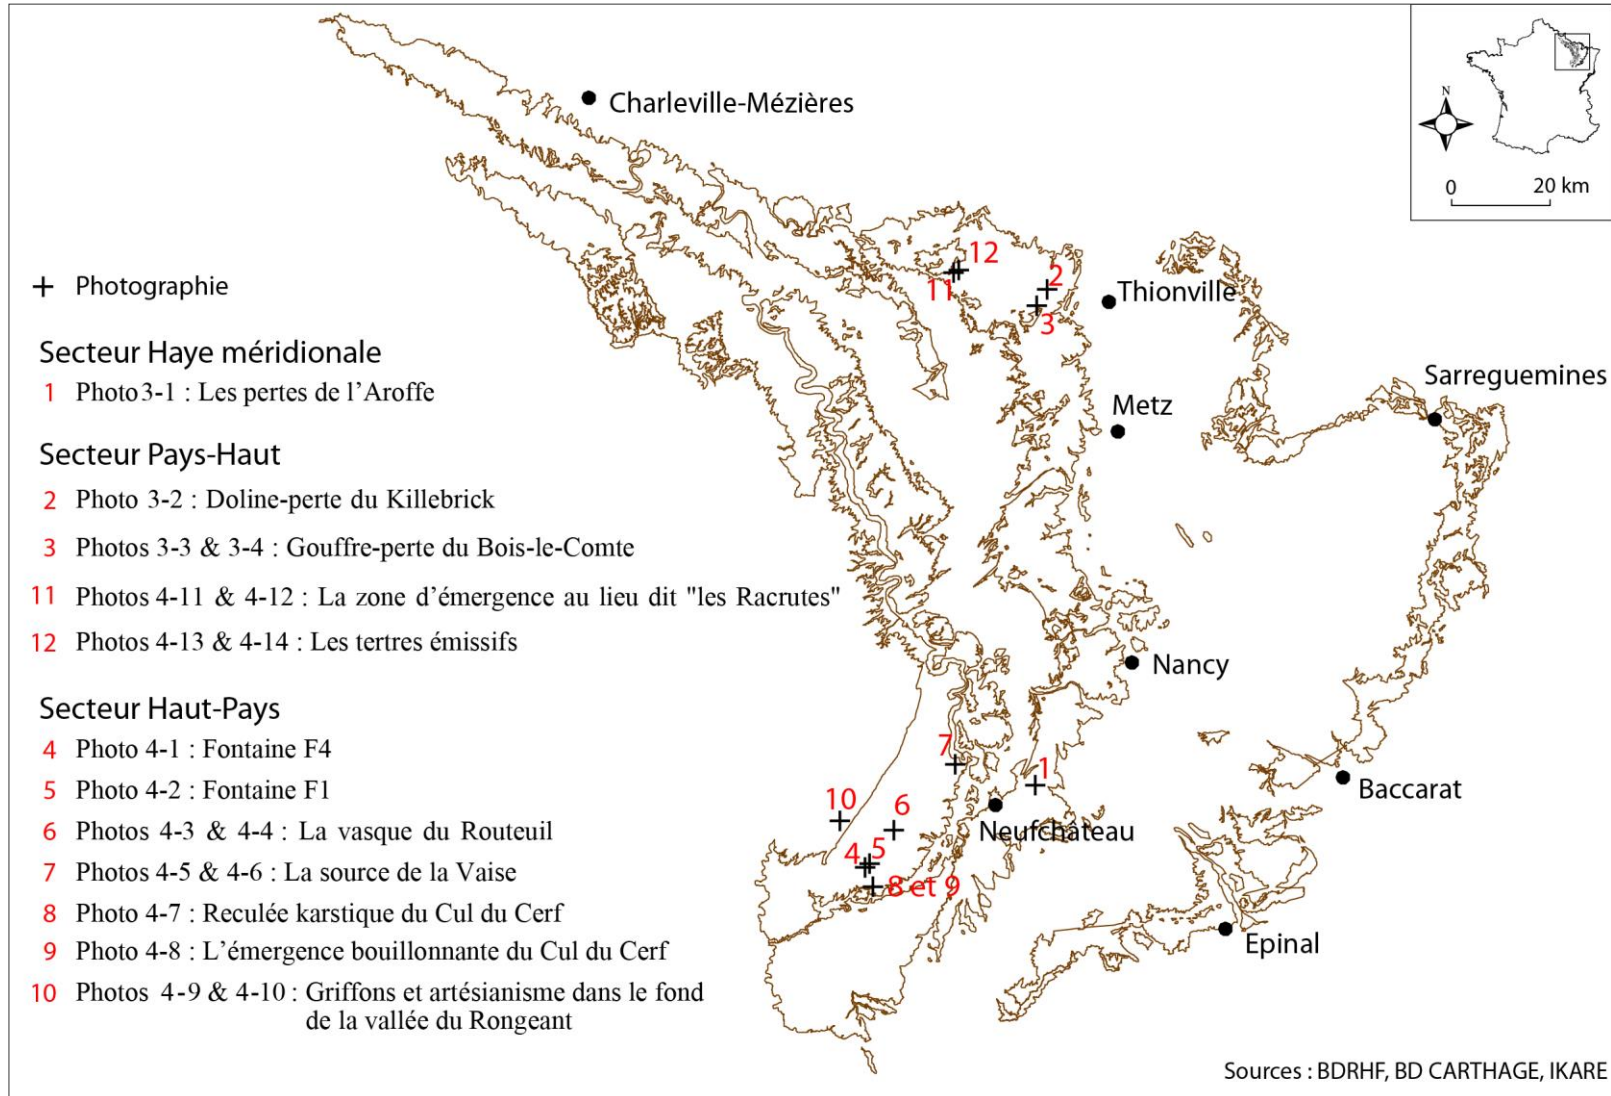 Charleville-Mézières
N
0 20 km
12
11
2
3
Thionville
Sarreguemines
Metz
Nancy
7
1
10
6
Neufchâteau
4
5
8 et 9
Baccarat
Epinal
+ Photographie
Secteur Haye méridionale
1 Photo 3-1 : Les pertes de l’Aroffe
Secteur Pays-Haut
2 Photo 3-2 : Doline-perte du Killebrick
3 Photos 3-3 & 3-4 : Gouffre-perte du Bois-le-Comte
11 Photos 4-11 & 4-12 : La zone d’émergence au lieu dit "les Racrutes"
12 Photos 4-13 & 4-14 : Les tertres émissifs
Secteur Haut-Pays
4 Photo 4-1 : Fontaine F4
5 Photo 4-2 : Fontaine F1
6 Photos 4-3 & 4-4 : La vasque du Routeuil
7 Photos 4-5 & 4-6 : La source de la Vaise
8 Photo 4-7 : Reculée karstique du Cul du Cerf
9 Photo 4-8 : L’émergence bouillonnante du Cul du Cerf
10 Photos 4-9 & 4-10 : Griffons et artésianisme dans le fond
de la vallée du Rongeant
Sources : BDRHF, BD CARTHAGE, IKARE